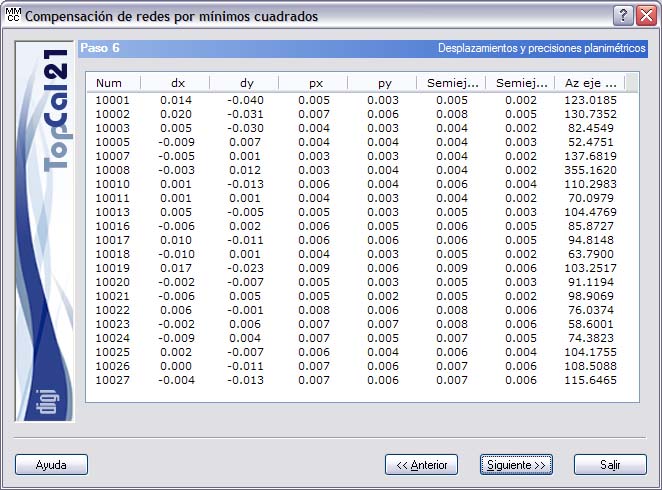 MM CC Compensación de redes por mínimos cuadrados
Paso 6 Desplazamientos y precisiones planimétricos
TopCal21
digi
Num dx dy px py Semiej... Semiej... Az eje ...
10001 0.014 -0.040 0.005 0.003 0.005 0.002 123.0185
10002 0.020 -0.031 0.007 0.006 0.008 0.005 130.7352
10003 0.005 -0.030 0.004 0.003 0.004 0.003 82.4549
10005 -0.009 0.007 0.004 0.004 0.004 0.003 52.4751
10007 -0.005 0.001 0.003 0.003 0.004 0.002 137.6819
10008 -0.003 0.012 0.003 0.004 0.004 0.002 355.1620
10010 0.001 -0.013 0.006 0.004 0.006 0.004 110.2983
10011 0.001 0.001 0.004 0.003 0.004 0.002 70.0979
10013 0.005 -0.005 0.005 0.003 0.005 0.003 104.4769
10016 -0.006 0.002 0.006 0.005 0.006 0.005 85.8727
10017 0.010 -0.011 0.006 0.006 0.006 0.005 94.8148
10018 -0.010 0.001 0.004 0.003 0.005 0.002 63.7900
10019 0.017 -0.023 0.009 0.006 0.009 0.006 103.2517
10020 -0.002 -0.007 0.005 0.003 0.005 0.003 91.1194
10021 -0.006 0.005 0.005 0.002 0.005 0.002 98.9069
10022 0.006 -0.001 0.008 0.006 0.008 0.006 76.0374
10023 -0.002 0.006 0.007 0.007 0.008 0.006 58.6001
10024 -0.009 0.004 0.007 0.005 0.007 0.005 74.3823
10025 0.002 -0.007 0.006 0.004 0.006 0.004 104.1755
10026 0.000 -0.011 0.007 0.006 0.007 0.006 108.5088
10027 -0.004 -0.013 0.007 0.006 0.007 0.006 115.6465
Ayuda << Anterior Siguiente >> Salir